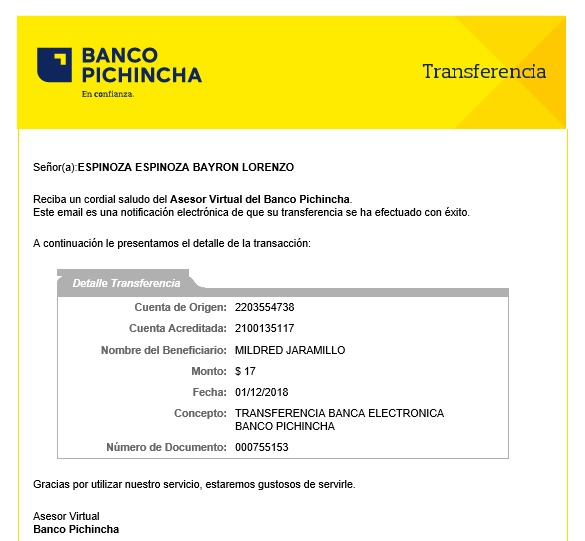 BANCO
PICHINCHA
En confianza.
Transferencia
Señor(a):ESPINOZA ESPINOZA BAYRON LORENZO
Reciba un cordial saludo del Asesor Virtual del Banco Pichincha.
Este email es una notificación electrónica de que su transferencia se ha efectuado con éxito.
A continuación le presentamos el detalle de la transacción:
Detalle Transferencia
Cuenta de Origen: 2203554738
Cuenta Acreditada: 2100135117
Nombre del Beneficiario: MILDRED JARAMILLO
Monto: $ 17
Fecha: 01/12/2018
Concepto: TRANSFERENCIA BANCA ELECTRONICA
BANCO PICHINCHA
Número de Documento: 000755153
Gracias por utilizar nuestro servicio, estaremos gustosos de servirle.
Asesor Virtual
Banco Pichincha